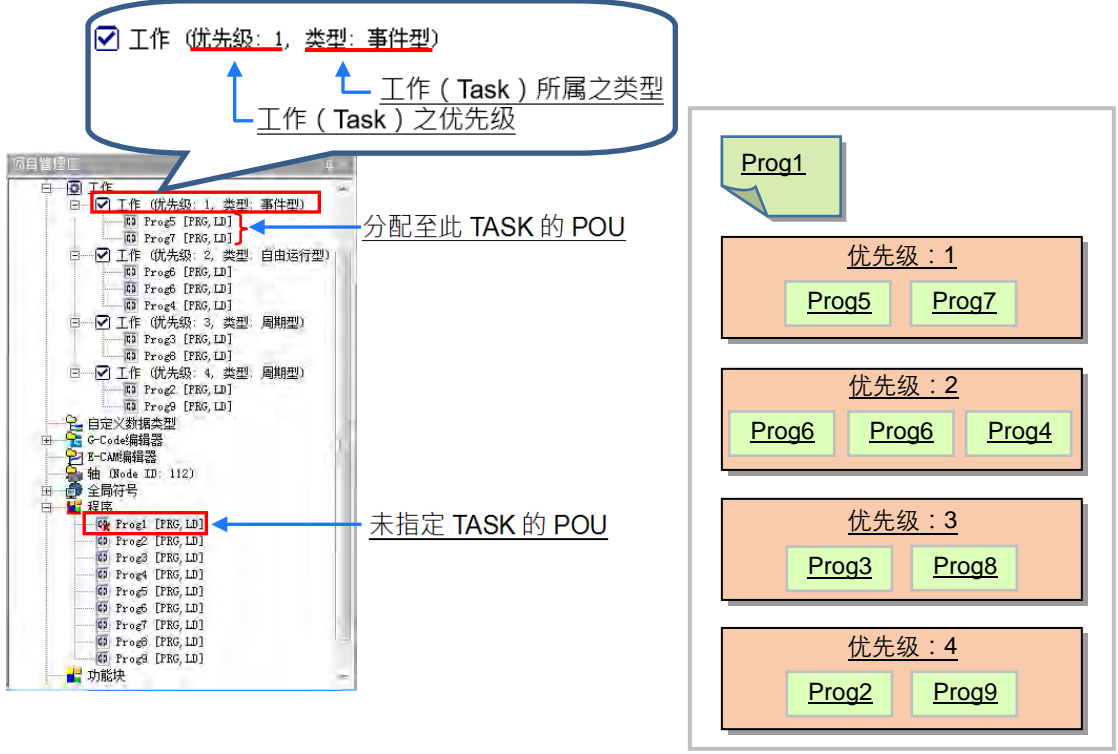 工作 (优先级: 1, 类型: 事件型)
工作（Task）所属之类型
工作（Task）之优先级
项目管理区
工作
工作 (优先级: 1, 类型: 事件型)
Prog5 [PRG,LD]
Prog7 [PRG,LD]
工作 (优先级: 2, 类型: 自由运行型)
Prog6 [PRG,LD]
Prog6 [PRG,LD]
Prog4 [PRG,LD]
工作 (优先级: 3, 类型: 周期型)
Prog3 [PRG,LD]
Prog8 [PRG,LD]
工作 (优先级: 4, 类型: 周期型)
Prog2 [PRG,LD]
Prog9 [PRG,LD]
自定义数据类型
G-Code编辑器
E-CAM编辑器
轴 (Node ID: 112)
全局符号
程序
Prog1 [PRG,LD]
Prog2 [PRG,LD]
Prog3 [PRG,LD]
Prog4 [PRG,LD]
Prog5 [PRG,LD]
Prog6 [PRG,LD]
Prog7 [PRG,LD]
Prog8 [PRG,LD]
Prog9 [PRG,LD]
功能块
分配至此 TASK 的 POU
未指定 TASK 的 POU
Prog1
优先级：1
Prog5 Prog7
优先级：2
Prog6 Prog6 Prog4
优先级：3
Prog3 Prog8
优先级：4
Prog2 Prog9